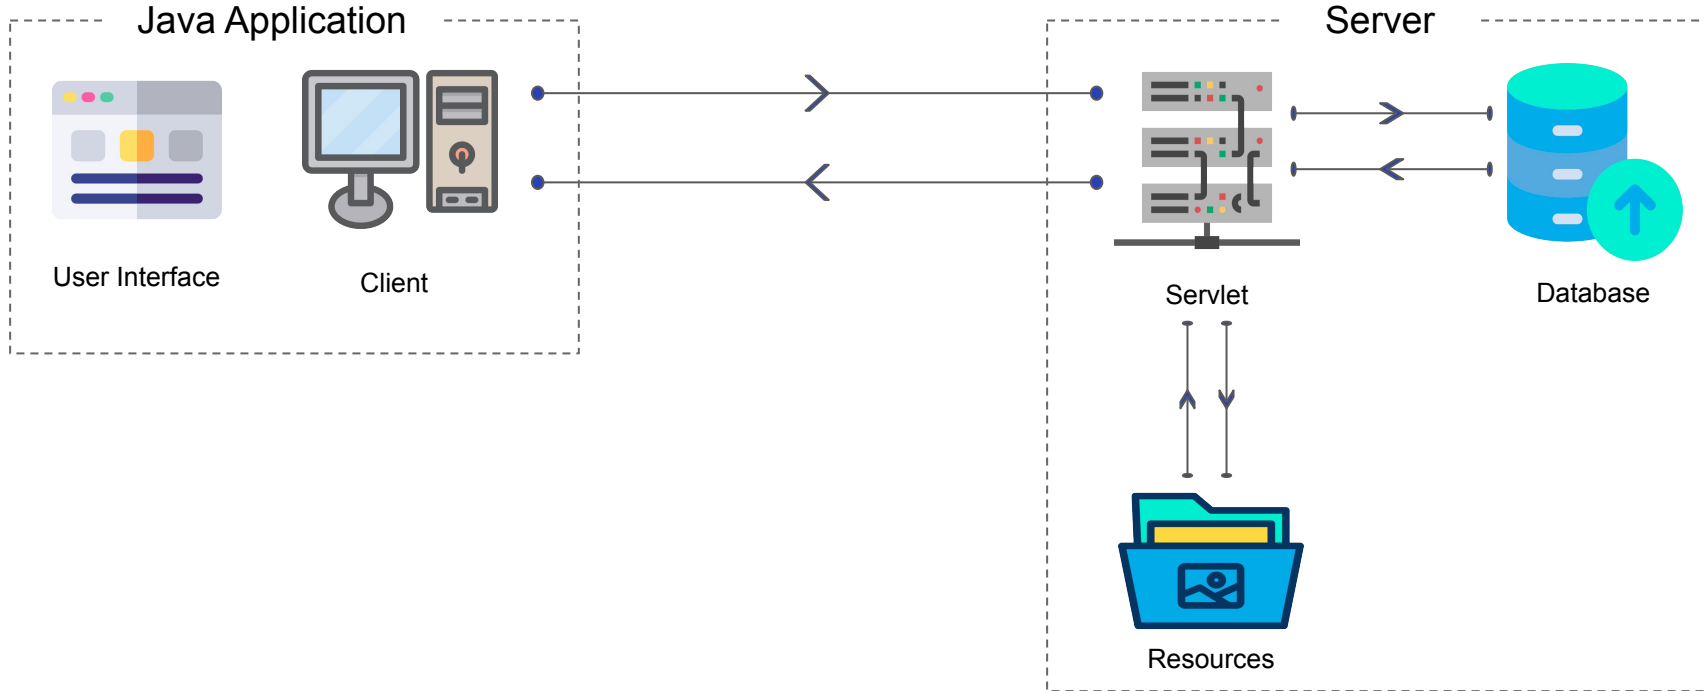 Java Application
Server
User Interface
Client
Servlet
Database
Resources